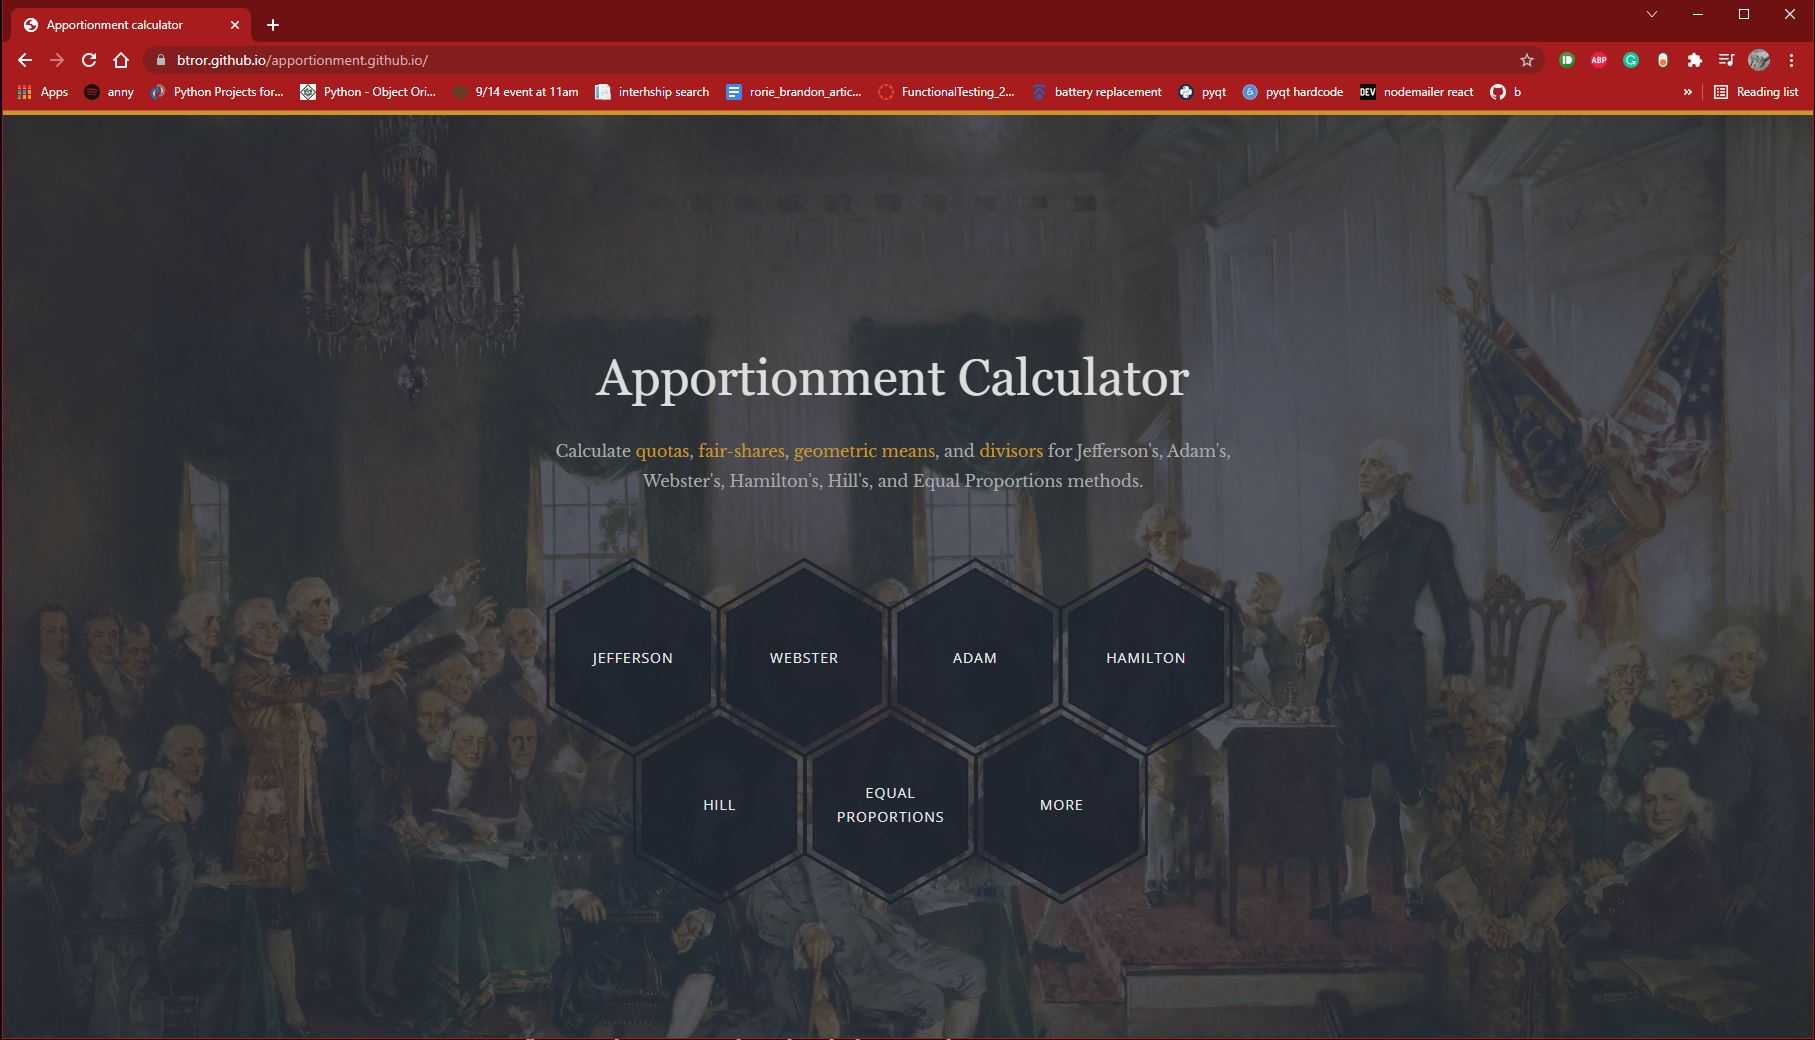 Apportionment calculator
btror.github.io/apportionment.github.io/
ABP
Apps anny Python Projects for... Python - Object Ori... 9/14 event at 11am interhship search rorie_brandon_artic... FunctionalTesting_2... battery replacement pyqt pyqt hardcode DEV nodemailer react b » Reading list
Apportionment Calculator
Calculate quotas, fair-shares, geometric means, and divisors for Jefferson's, Adam's,
Webster's, Hamilton's, Hill's, and Equal Proportions methods.
JEFFERSON WEBSTER ADAM HAMILTON
HILL EQUAL PROPORTIONS MORE